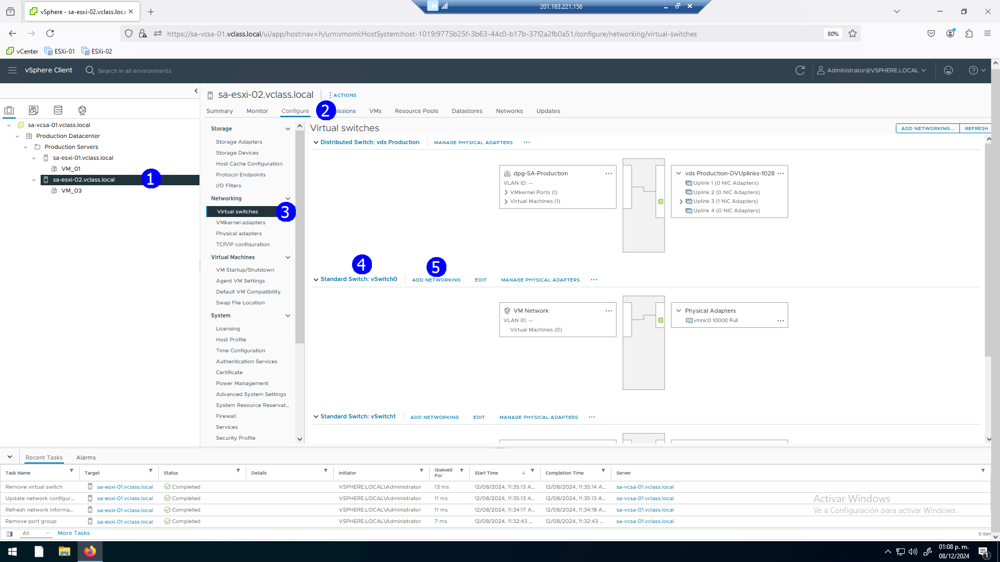 vSphere - sa-esxi-02.vclass.loca
201.163.221.156
https://sa-vcsa-01.vclass.local/ui/app/host;nav=h/urn:vmomi:HostSystem:host-1019:9775b25f-3b63-44c0-b17b-37f2a2fb0a51/configure/networking/virtual-switches
80%
vCenter ESXi-01 ESXi-02
vSphere Client
Search in all environments
Administrator@VSPHERE.LOCAL
sa-vcsa-01.vclass.local
Production Datacenter
Production Servers
sa-esxi-01.vclass.local
VM_01
sa-esxi-02.vclass.local
1
VM_03
sa-esxi-02.vclass.local
ACTIONS
Summary Monitor Configure 2 issions VMs Resource Pools Datastores Networks Updates
Storage
Storage Adapters
Storage Devices
Host Cache Configuration
Protocol Endpoints
I/O Filters
Networking
Virtual switches
3
VMkernel adapters
Physical adapters
TCP/IP configuration
Virtual Machines
VM Startup/Shutdown
Agent VM Settings
Default VM Compatibility
Swap File Location
System
Licensing
Host Profile
Time Configuration
Authentication Services
Certificate
Power Management
Advanced System Settings
System Resource Reservat...
Firewall
Services
Security Profile
Virtual switches
ADD NETWORKING... REFRESH
Distributed Switch: vds Production MANAGE PHYSICAL ADAPTERS ...
dpg-SA-Production ...
VLAN ID: --
VMkernel Ports (1)
Virtual Machines (1)
vds Production-DVUplinks-1028 ...
Uplink 1 (0 NIC Adapters)
Uplink 2 (0 NIC Adapters)
Uplink 3 (1 NIC Adapters)
Uplink 4 (0 NIC Adapters)
4 5
Standard Switch: vSwitch0 ADD NETWORKING EDIT MANAGE PHYSICAL ADAPTERS ...
VM Network ...
VLAN ID: --
Virtual Machines (0)
Physical Adapters
vmnic0 10000 Full ...
Standard Switch: vSwitch1 ADD NETWORKING EDIT MANAGE PHYSICAL ADAPTERS ...
Recent Tasks Alarms
Task Name Target Status Details Initiator Queued For Start Time Completion Time Server
Remove virtual switch sa-esxi-01.vclass.local Completed VSPHERE.LOCAL\Administrator 13 ms 12/08/2024, 11:35:13 A... 12/08/2024, 11:35:14 A... sa-vcsa-01.vclass.local
Update network configur... sa-esxi-01.vclass.local Completed VSPHERE.LOCAL\Administrator 11 ms 12/08/2024, 11:35:13 A... 12/08/2024, 11:35:13 A... sa-vcsa-01.vclass.local
Refresh network informa... sa-esxi-01.vclass.local Completed VSPHERE.LOCAL\Administrator 11 ms 12/08/2024, 11:34:17 A... 12/08/2024, 11:34:18 A... sa-vcsa-01.vclass.local
Remove port group sa-esxi-01.vclass.local Completed VSPHERE.LOCAL\Administrator 7 ms 12/08/2024, 11:32:43 ... 12/08/2024, 11:32:43 A... sa-vcsa-01.vclass.local
All More Tasks
5 item
Activar Windows
Ve a Configuración para activar Windows.
01:08 p. m.
08/12/2024
1